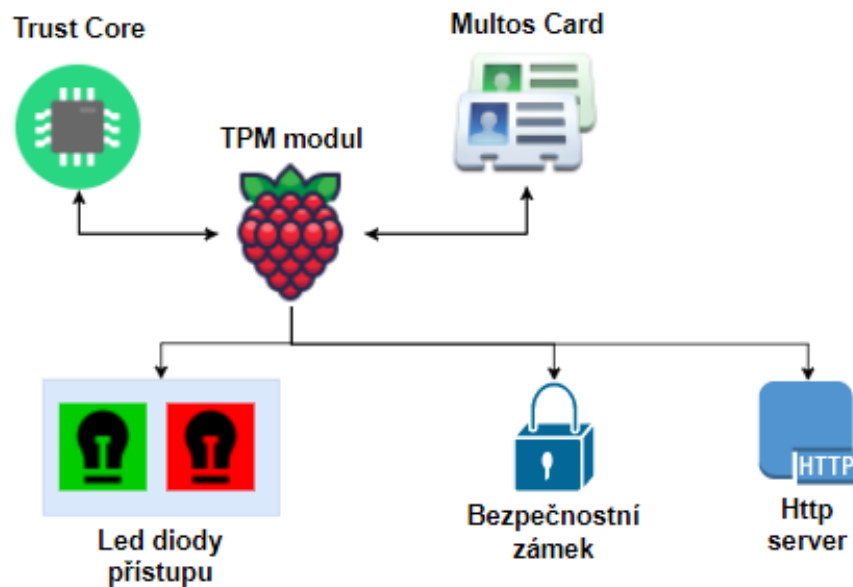 Trust Core
Multos Card
TPM modul
HTTP
Led diody
přístupu
Bezpečnostní
zámek
Http
server